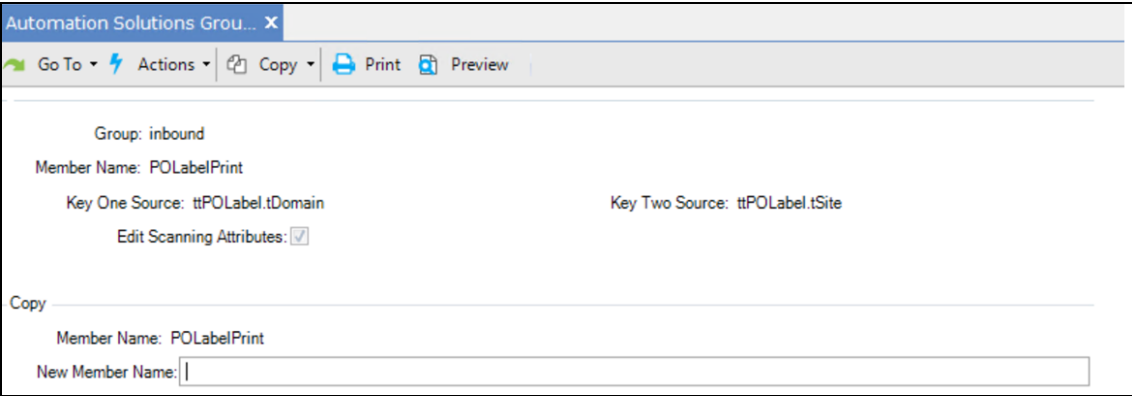 Automation Solutions Grou... X
Go To Actions Copy Print Preview
Group: inbound
Member Name: POLabelPrint
Key One Source: ttPOLabel.tDomain Key Two Source: ttPOLabel.tSite
Edit Scanning Attributes:
Copy
Member Name: POLabelPrint
New Member Name: